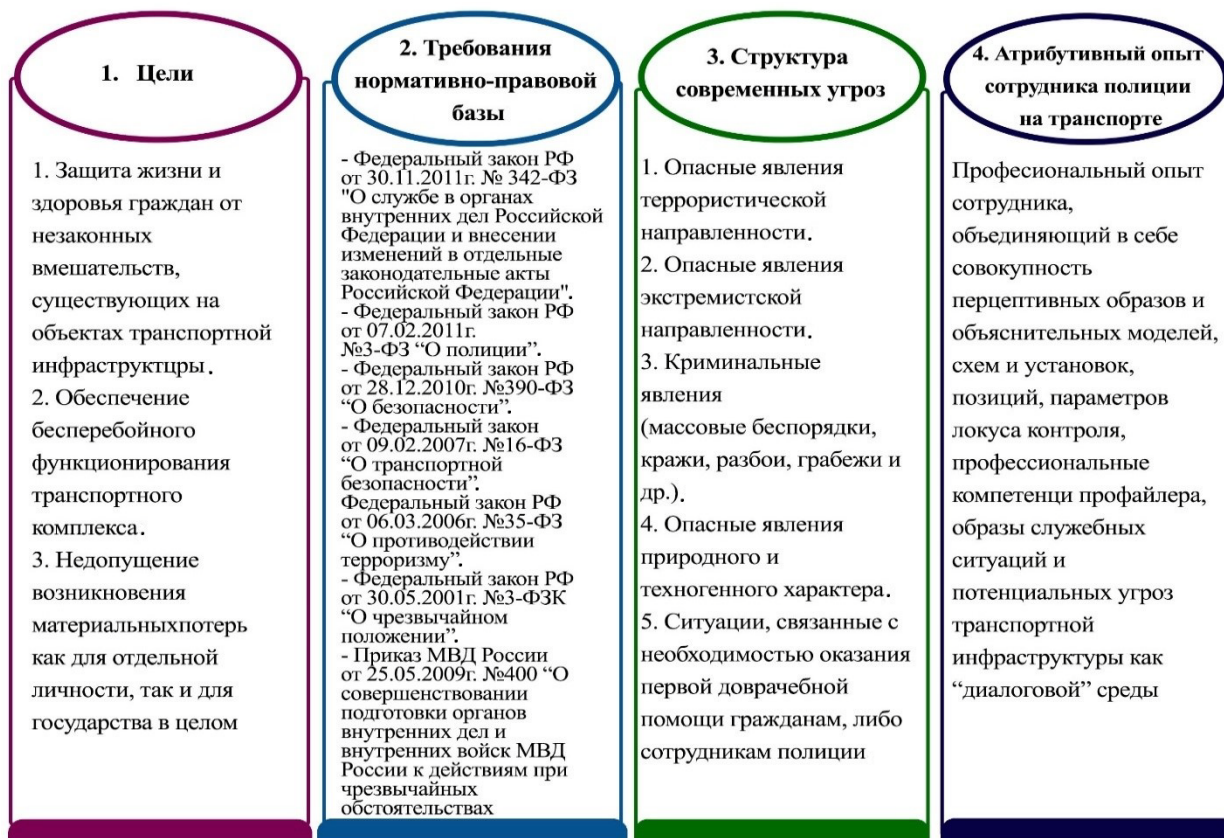 1. Цели
1. Защита жизни и
здоровья граждан от
незаконных
вмешательств,
существующих на
объектах транспортной
инфраструктцры.
2. Обеспечение
бесперебойного
функционирования
транспортного
комплекса.
3. Недопущение
возникновения
материальныхпотерь
как для отдельной
личности, так и для
государства в целом
2. Требования
нормативно-правовой
базы
- Федеральный закон РФ
от 30.11.2011г. № 342-ФЗ
"О службе в органах
внутренних дел Российской
Федерации и внесении
изменений в отдельные
законодательные акты
Российской Федерации".
- Федеральный закон РФ
от 07.02.2011г.
№3-ФЗ “О полиции”.
- Федеральный закон РФ
от 28.12.2010г. №390-ФЗ
“О безопасности”.
- Федеральный закон
от 09.02.2007г. №16-ФЗ
“О транспортной
безопасности”.
Федеральный закон РФ
от 06.03.2006г. №35-ФЗ
“О противодействии
терроризму”.
- Федеральный закон РФ
от 30.05.2001г. №3-ФЗК
“О чрезвычайном
положении”.
- Приказ МВД России
от 25.05.2009г. №400 “О
совершенствовании
подготовки органов
внутренних дел и
внутренних войск МВД
России к действиям при
чрезвычайных
обстоятельствах
3. Структура
современных угроз
1. Опасные явления
террористической
направленности.
2. Опасные явления
экстремистской
направленности.
3. Криминальные
явления
(массовые беспорядки,
кражи, разбои, грабежи и
др.).
4. Опасные явления
природного и
техногенного характера.
5. Ситуации, связанные с
необходимостью оказания
первой доврачебной
помощи гражданам, либо
сотрудникам полиции
4. Атрибутивный опыт
сотрудника полиции
на транспорте
Професиональный опыт
сотрудника,
объединяющий в себе
совокупность
перцептивных образов и
объяснительных моделей,
схем и установок,
позиций, параметров
локуса контроля,
профессиональные
компетенци профайлера,
образы служебных
ситуаций и
потенциальных угроз
транспортной
инфраструктуры как
“диалоговой” среды